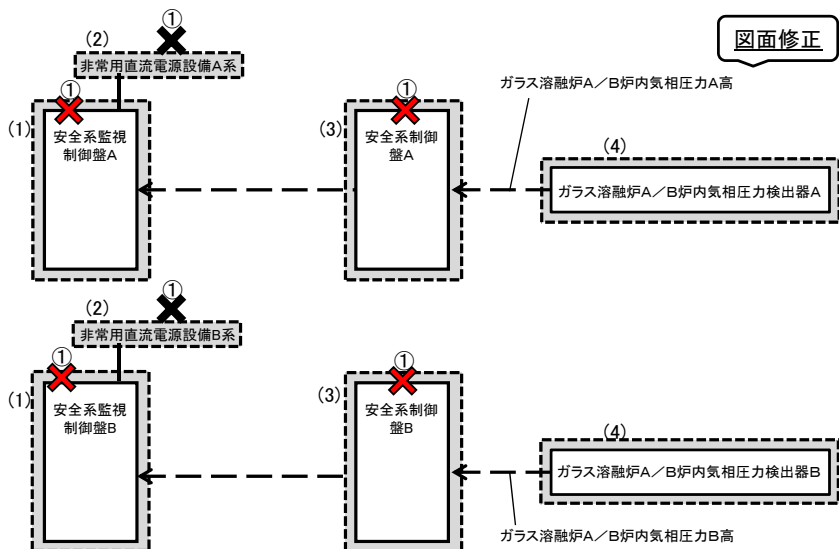 図面修正
①
(2)
非常用直流電源設備A系
①
(1)
安全系監視
制御盤A
①
(3)
安全系制御
盤A
ガラス溶融炉A/B炉内気相圧力A高
(4)
ガラス溶融炉A/B炉内気相圧力検出器A
①
(2)
非常用直流電源設備B系
①
(1)
安全系監視
制御盤B
①
(3)
安全系制御
盤B
(4)
ガラス溶融炉A/B炉内気相圧力検出器B
ガラス溶融炉A/B炉内気相圧力B高